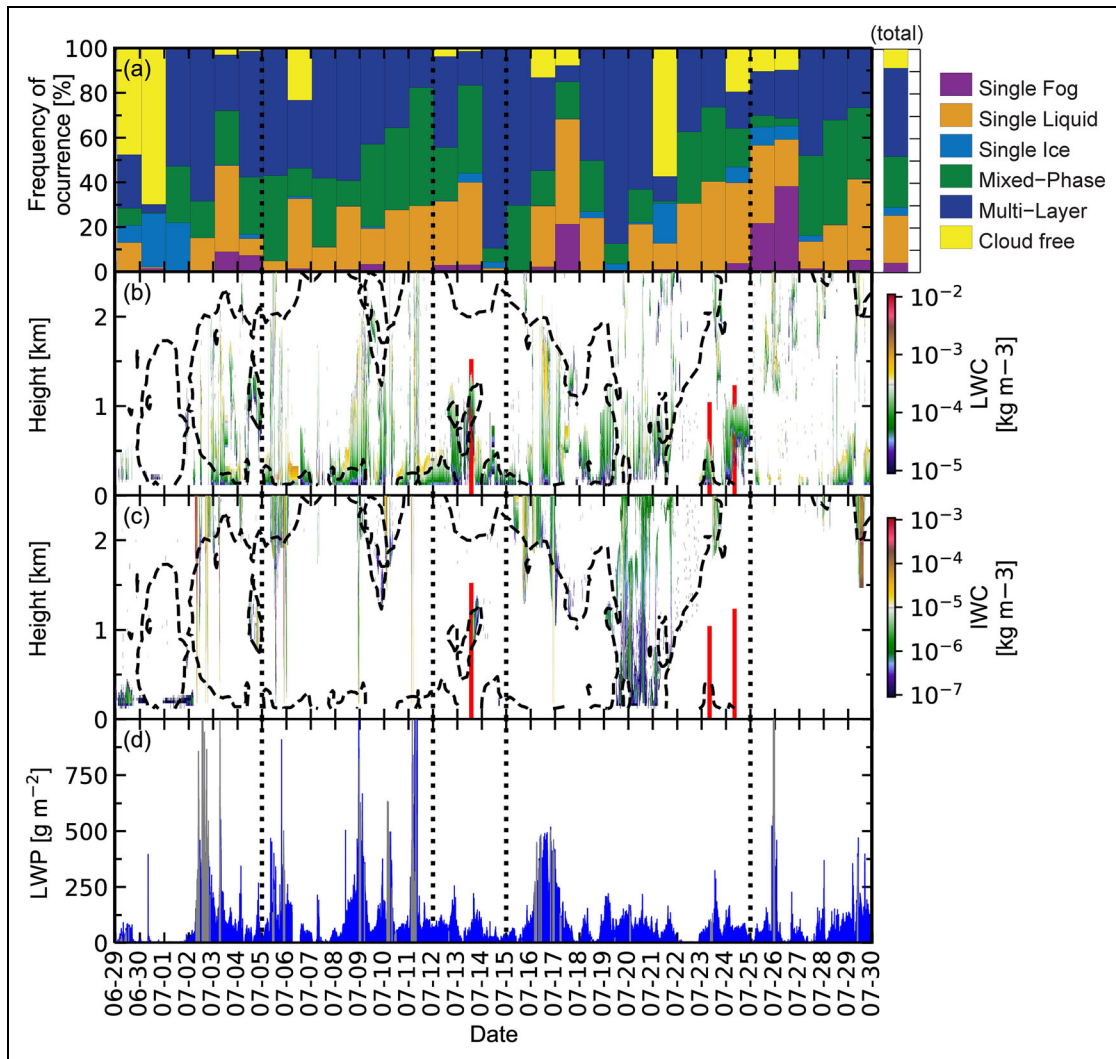 (total)
100
80
60
40
20
0
(a)
Frequency of
ocurrence [%]
Single Fog
Single Liquid
Single Ice
Mixed-Phase
Multi-Layer
Cloud free
(b)
2
1
0
Height [km]
10^-2
10^-3
10^-4
10^-5
LWC
[kg m−3]
(c)
2
1
0
Height [km]
10^-3
10^-4
10^-5
10^-6
10^-7
IWC
[kg m−3]
(d)
750
500
250
0
LWP [g m^-2]
06-29
06-30
07-01
07-02
07-03
07-04
07-05
07-06
07-07
07-08
07-09
07-10
07-11
07-12
07-13
07-14
07-15
07-16
07-17
07-18
07-19
07-20
07-21
07-22
07-23
07-24
07-25
07-26
07-27
07-28
07-29
07-30
Date